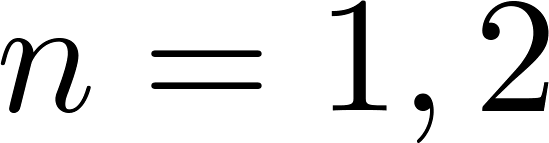 n = 1, 2